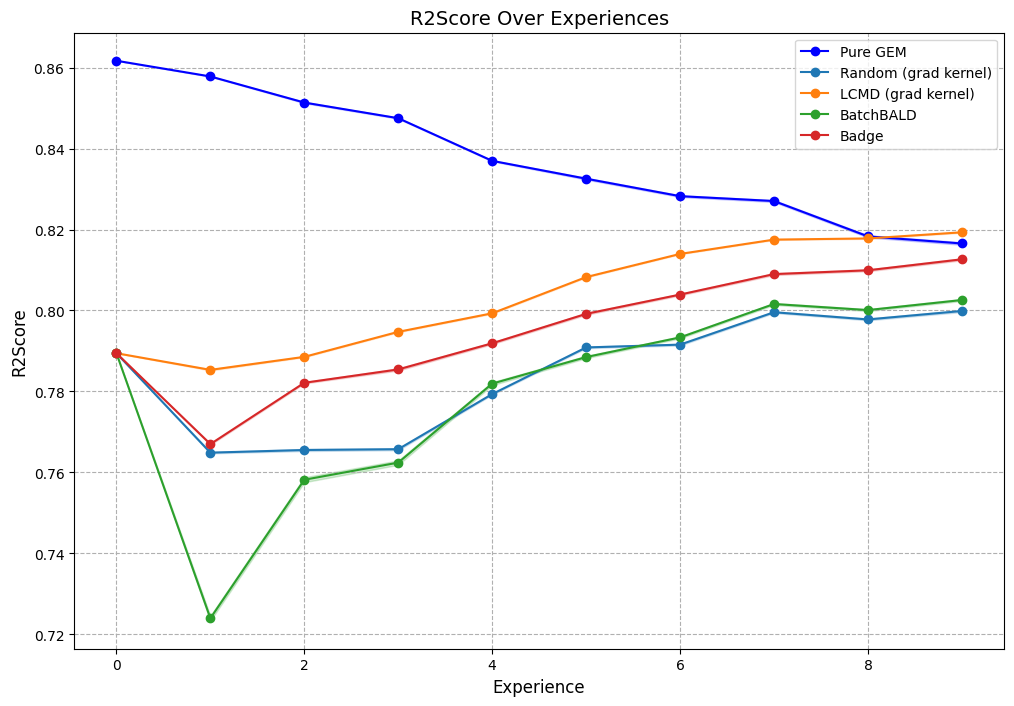 R2Score Over Experiences
Pure GEM
Random (grad kernel)
LCMD (grad kernel)
BatchBALD
Badge
R2Score
0.86
0.84
0.82
0.80
0.78
0.76
0.74
0.72
0
2
4
6
8
Experience